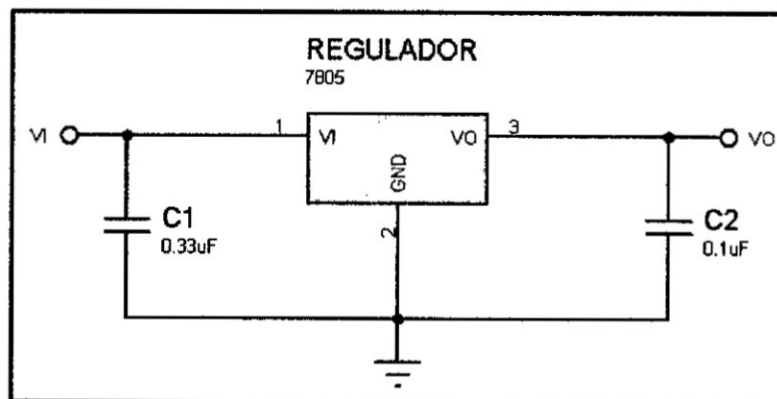 REGULADOR
7805
VI
1
VI
VO
3
VO
GND
2
C1
0.33uF
C2
0.1uF